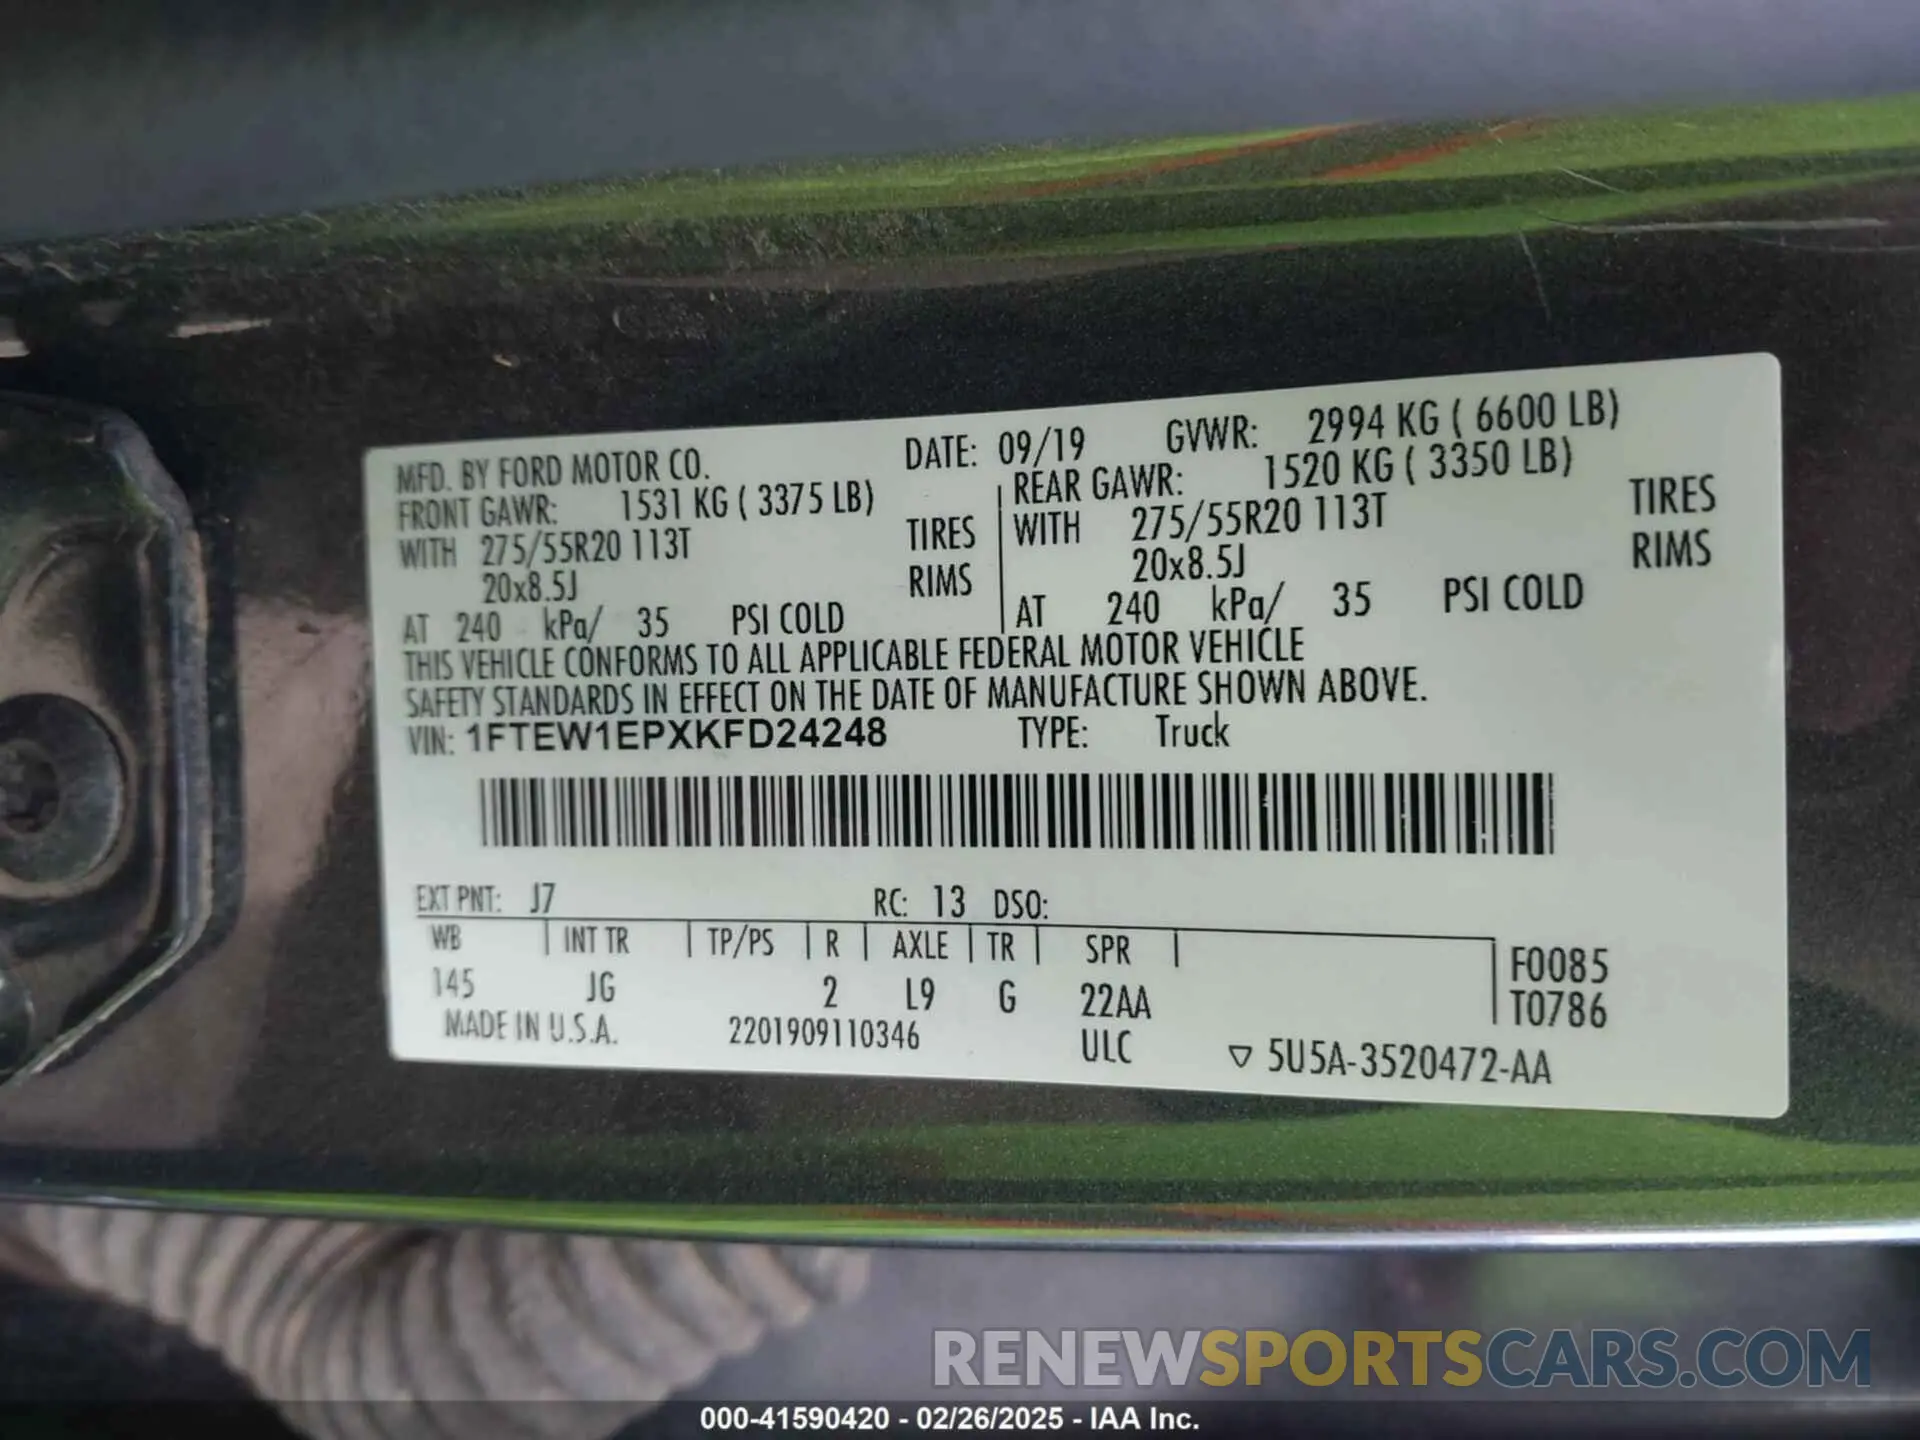 MFD. BY FORD MOTOR CO. DATE: 09/19 GVWR: 2994 KG ( 6600 LB)
FRONT GAWR: 1531 KG ( 3375 LB) REAR GAWR: 1520 KG ( 3350 LB)
WITH 275/55R20 113T TIRES WITH 275/55R20 113T TIRES
20x8.5J RIMS 20x8.5J RIMS
AT 240 kPa/ 35 PSI COLD AT 240 kPa/ 35 PSI COLD
THIS VEHICLE CONFORMS TO ALL APPLICABLE FEDERAL MOTOR VEHICLE
SAFETY STANDARDS IN EFFECT ON THE DATE OF MANUFACTURE SHOWN ABOVE.
VIN: 1FTEW1EPXKFD24248 TYPE: Truck
EXT PNT: J7 RC: 13 DSO:
WB INT TR TP/PS R AXLE TR SPR F0085
145 JG 2 L9 G 22AA T0786
MADE IN U.S.A. 2201909110346 ULC ▽ 5U5A-3520472-AA
RENEWSPORTSCARS.COM
000-41590420 - 02/26/2025 - IAA Inc.